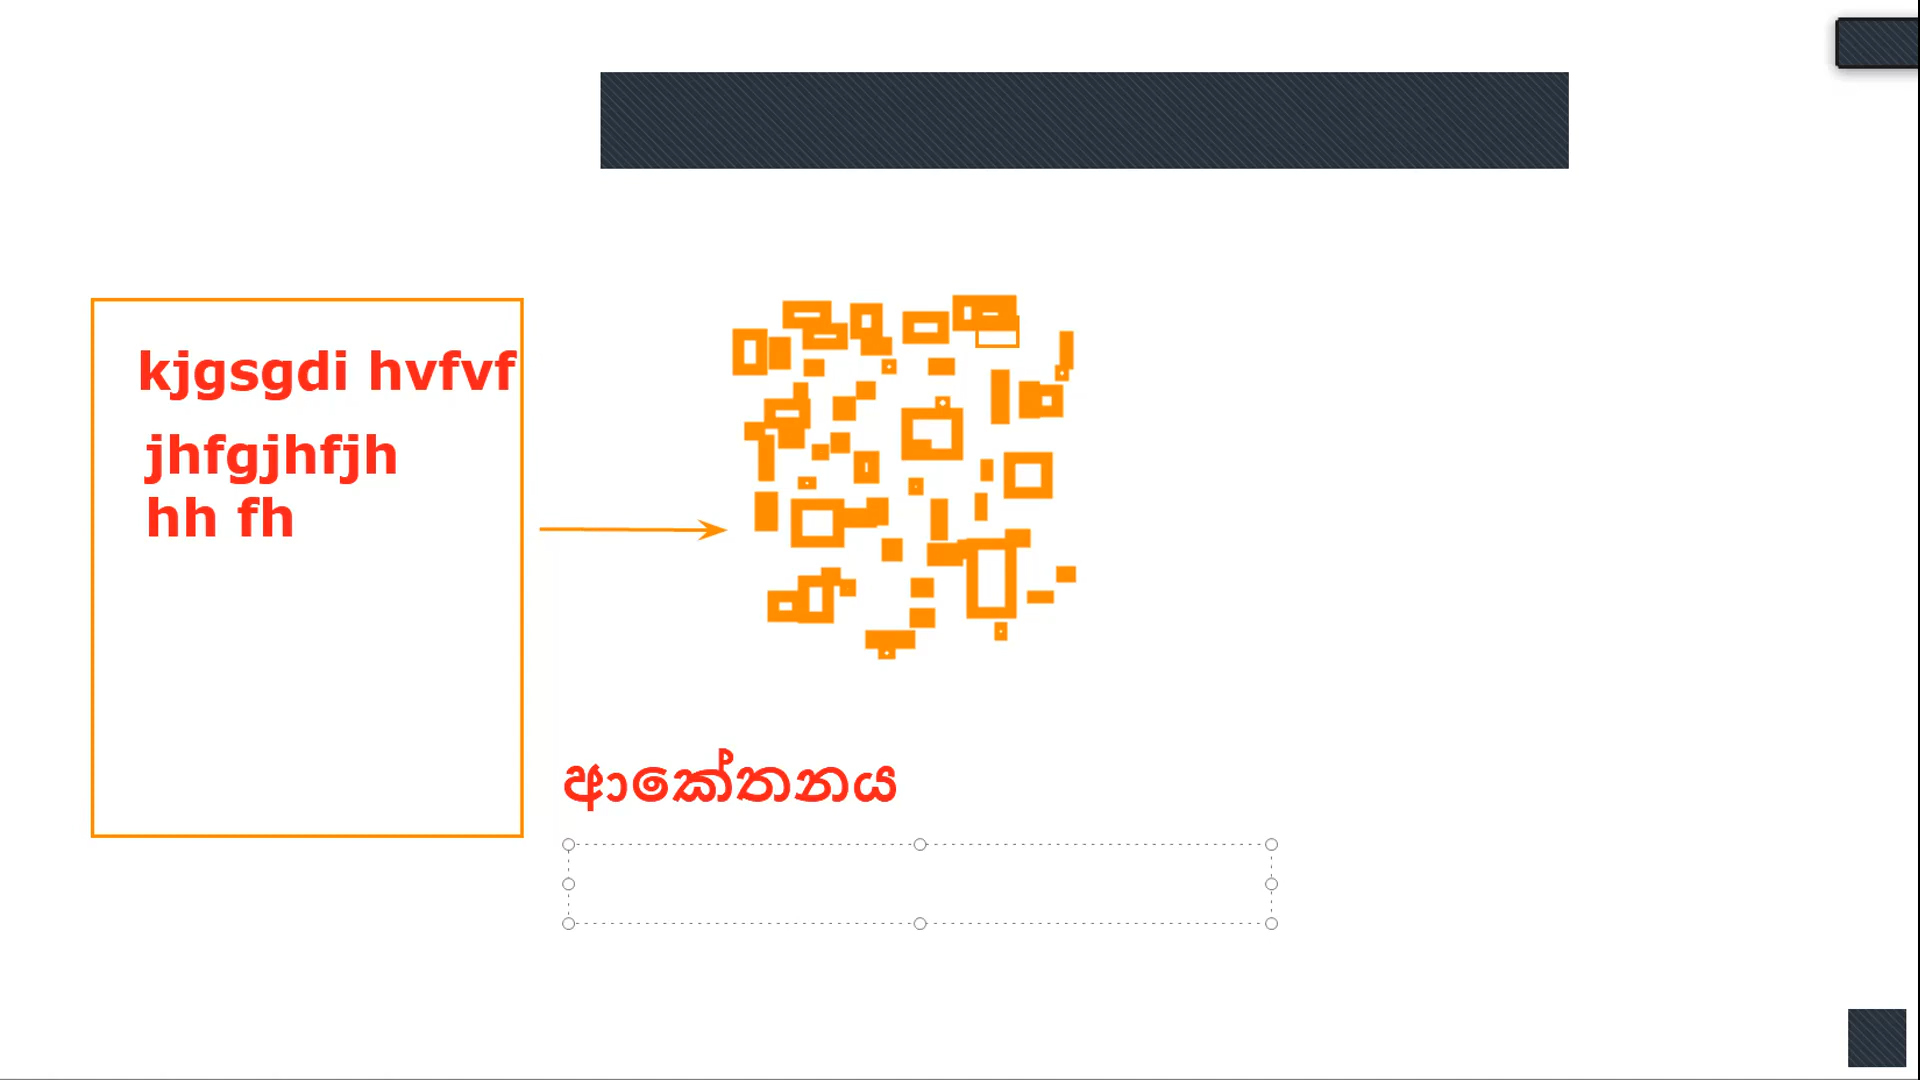 kjgsgdi hvfvf
jhfgjhfjh
hh fh
ආකේතනය